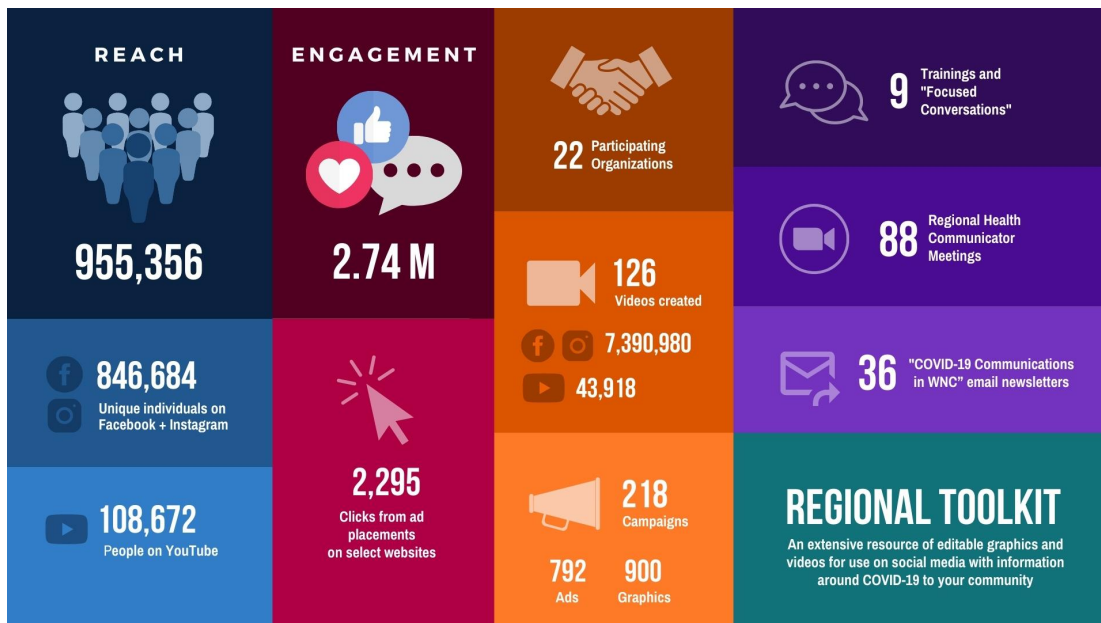 REACH
955,356
846,684
Unique individuals on
Facebook + Instagram
108,672
People on YouTube
ENGAGEMENT
2.74 M
2,295
Clicks from ad
placements
on select websites
22 Participating
Organizations
126
Videos created
7,390,980
43,918
218
Campaigns
792
Ads
900
Graphics
9
Trainings and
"Focused
Conversations"
88
Regional Health
Communicator
Meetings
36
"COVID-19 Communications
in WNC” email newsletters
REGIONAL TOOLKIT
An extensive resource of editable graphics and
videos for use on social media with information
around COVID-19 to your community